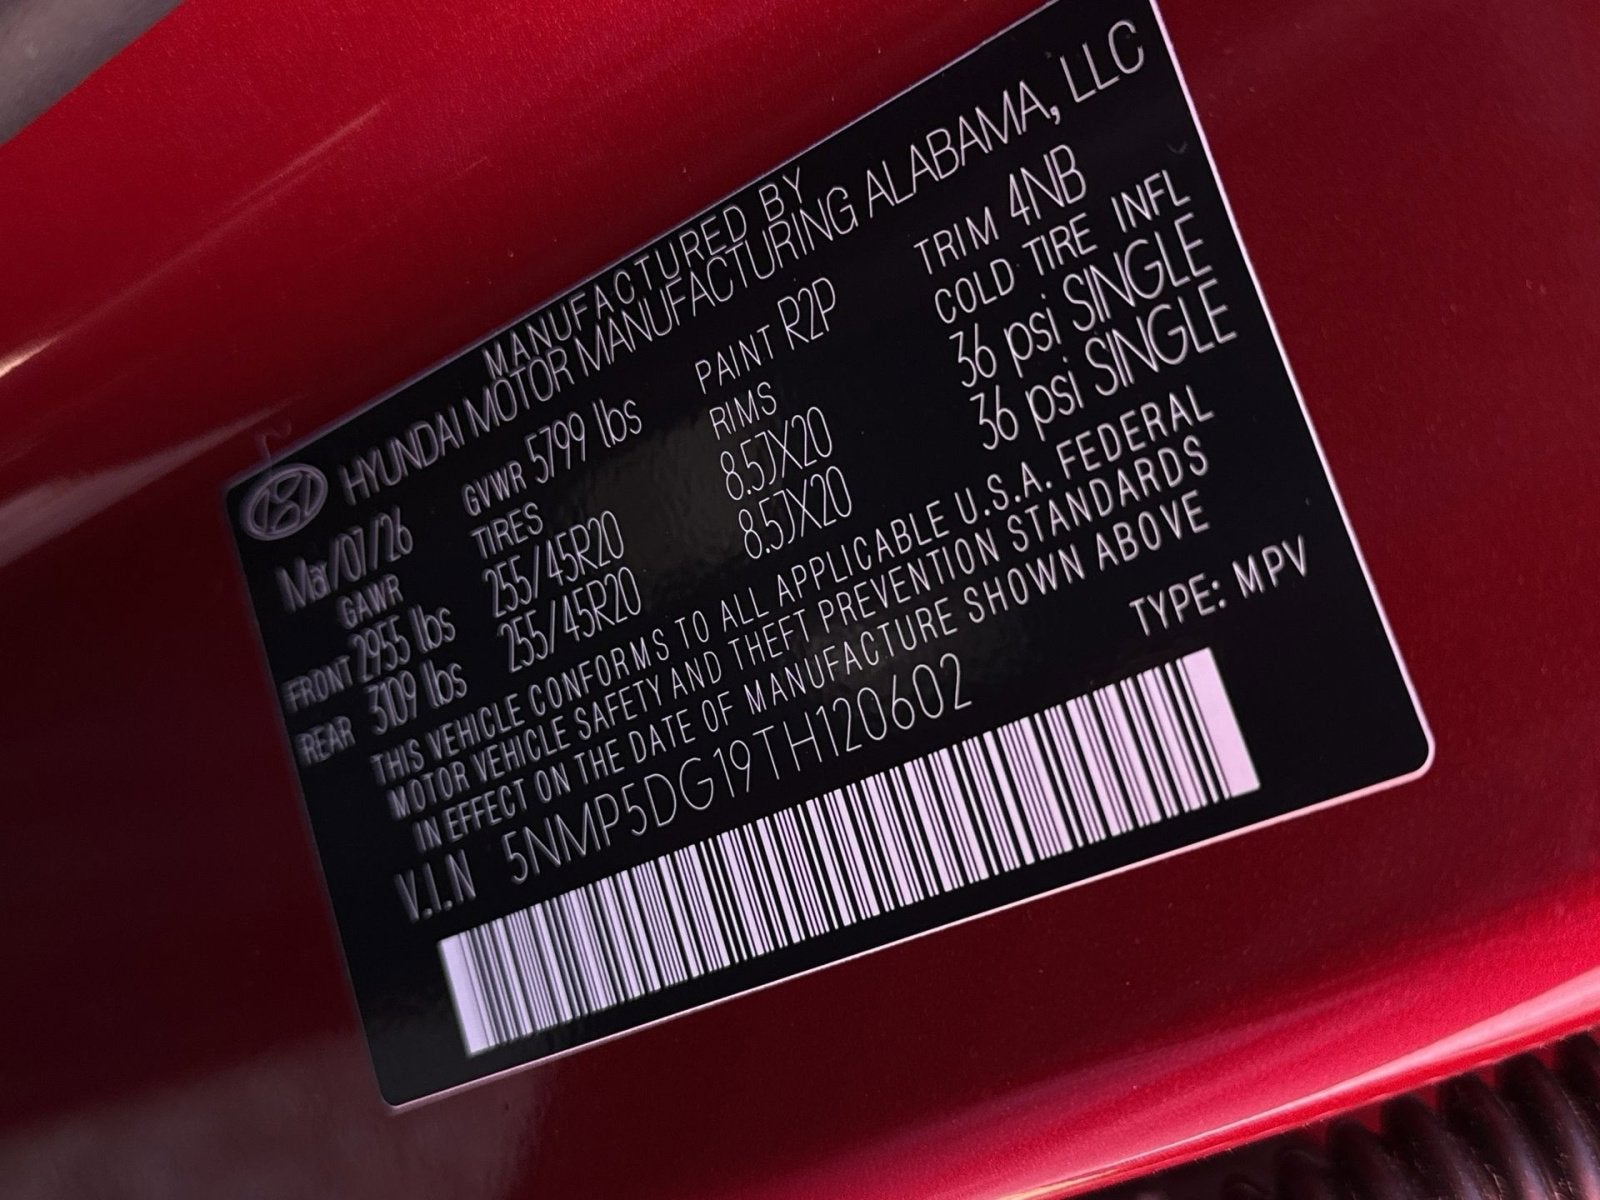 MANUFACTURED BY
HYUNDAI MOTOR MANUFACTURING ALABAMA, LLC
Mar/07/26 GVWR 5799 lbs PAINT R2P TRIM 4NB
GAWR TIRES RIMS COLD TIRE INFL
FRONT 2955 lbs 255/45R20 8.5JX20 36 psi SINGLE
REAR 3109 lbs 255/45R20 8.5JX20 36 psi SINGLE
THIS VEHICLE CONFORMS TO ALL APPLICABLE U.S.A. FEDERAL
MOTOR VEHICLE SAFETY AND THEFT PREVENTION STANDARDS
IN EFFECT ON THE DATE OF MANUFACTURE SHOWN ABOVE
V.I.N 5NMP5DG19TH120602 TYPE: MPV